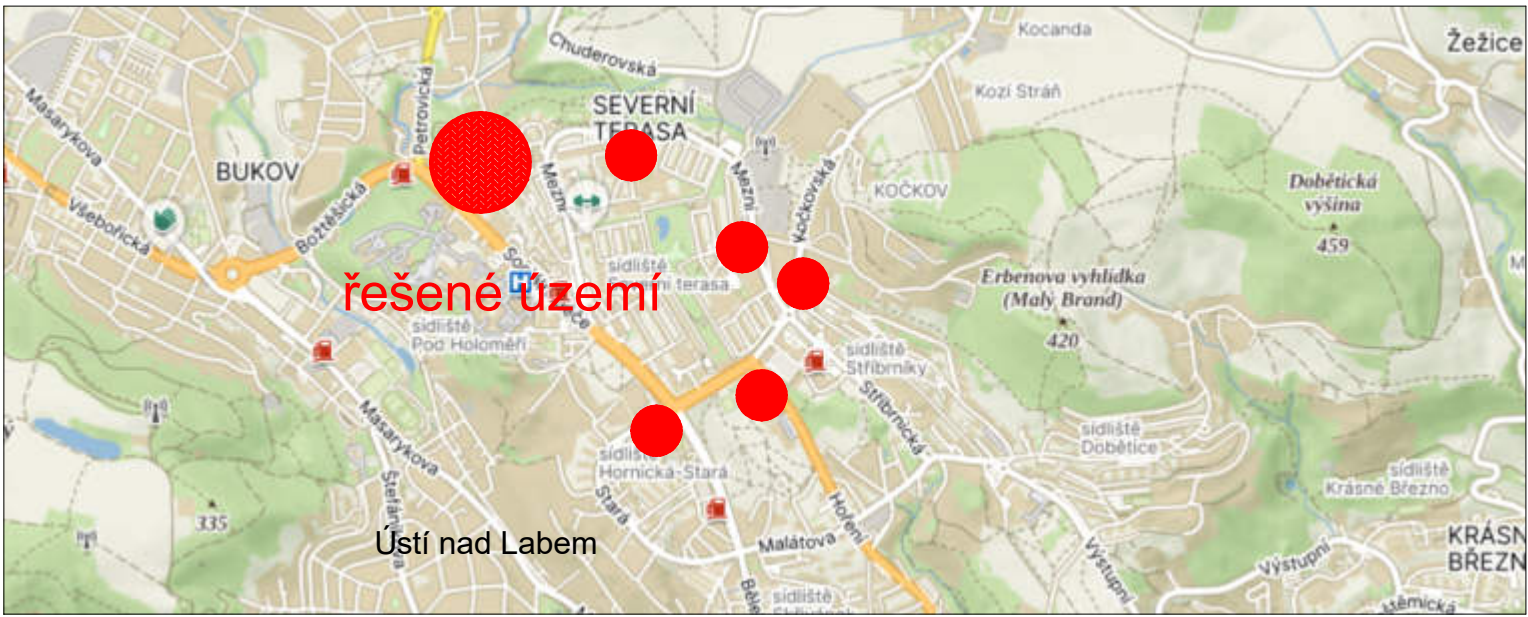 Chuderovská
Kocanda
Žežice
Masarykova
Petrovická
SEVERNÍ
TERASA
Kozí Stráň
BUKOV
Mezní
Mezní
Kočkovská
KOČKOV
Dobětická
výšina
459
Všebořická
Božtěšická
Erbenova vyhlídka
(Malý Brand)
420
řešené území
sídliště
Pod Holoměří
sídliště
Stříbrníky
Stříbrnická
Masarykova
sídliště
Dobětice
sídliště
Hornická-Stará
sídliště
Krásné Březno
Stará
335
Hoření
Malátova
Ústí nad Labem
Výstupní
Výstupní
KRÁSN
BŘEZN
sídliště